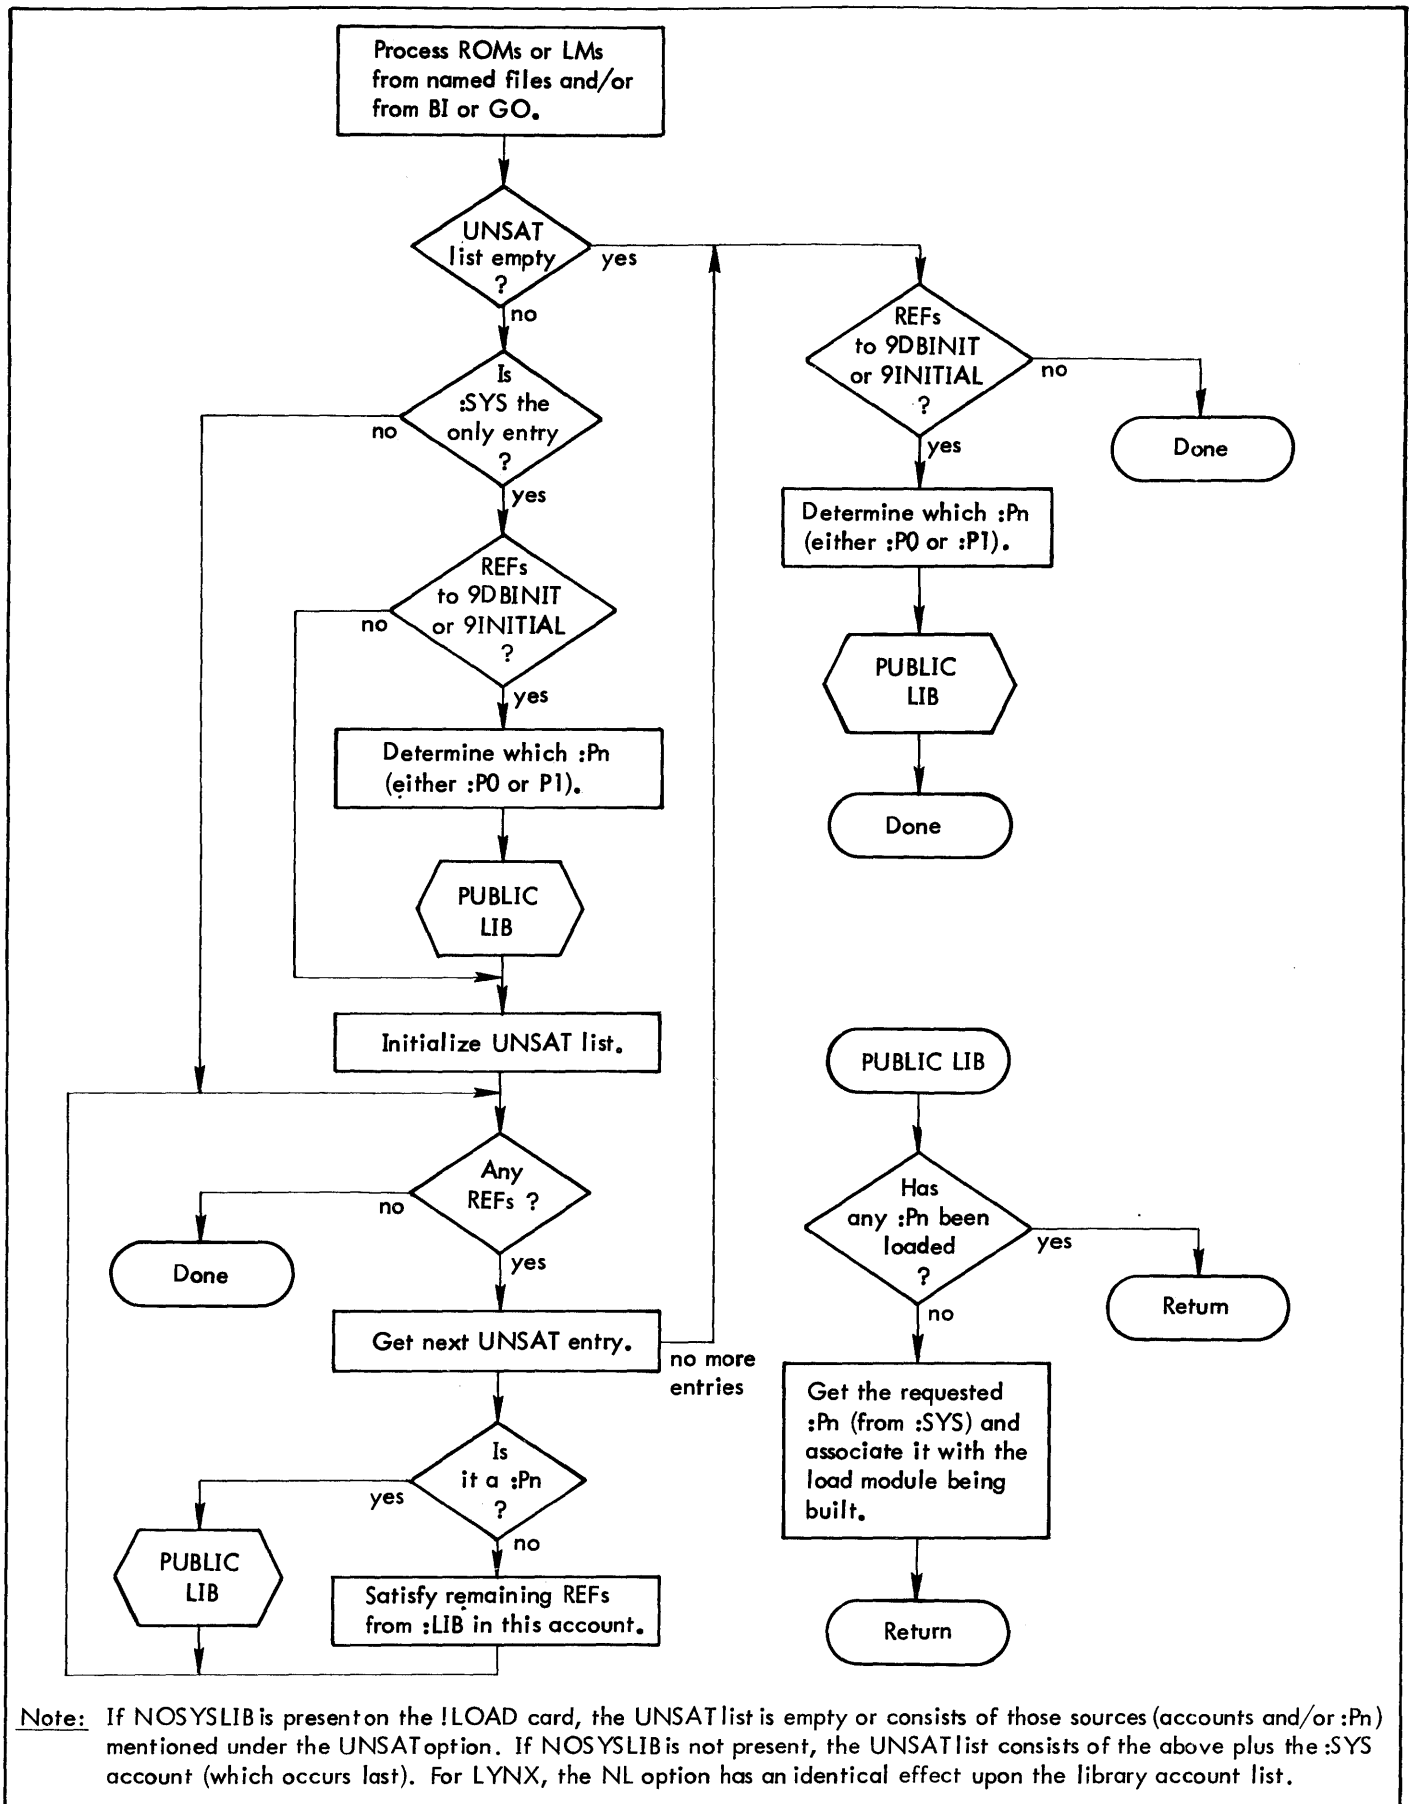 Process ROMs or LMs
from named files and/or
from BI or GO.
UNSAT
list empty
?
yes
no
Is
:SYS the
only entry
?
no
yes
REFs
to 9DBINIT
or 9INITIAL
?
no
yes
Determine which :Pn
(either :P0 or P1).
PUBLIC
LIB
Initialize UNSAT list.
Any
REFs ?
no
yes
Done
Get next UNSAT entry.
no more
entries
Is
it a :Pn
?
yes
no
PUBLIC
LIB
Satisfy remaining REFs
from :LIB in this account.
REFs
to 9DBINIT
or 9INITIAL
?
no
yes
Done
Determine which :Pn
(either :P0 or :P1).
PUBLIC
LIB
Done
PUBLIC LIB
Has
any :Pn been
loaded
?
yes
no
Return
Get the requested
:Pn (from :SYS) and
associate it with the
load module being
built.
Return
Note: If NOSYSLIB is present on the !LOAD card, the UNSAT list is empty or consists of those sources (accounts and/or :Pn)
mentioned under the UNSAT option. If NOSYSLIB is not present, the UNSAT list consists of the above plus the :SYS
account (which occurs last). For LYNX, the NL option has an identical effect upon the library account list.